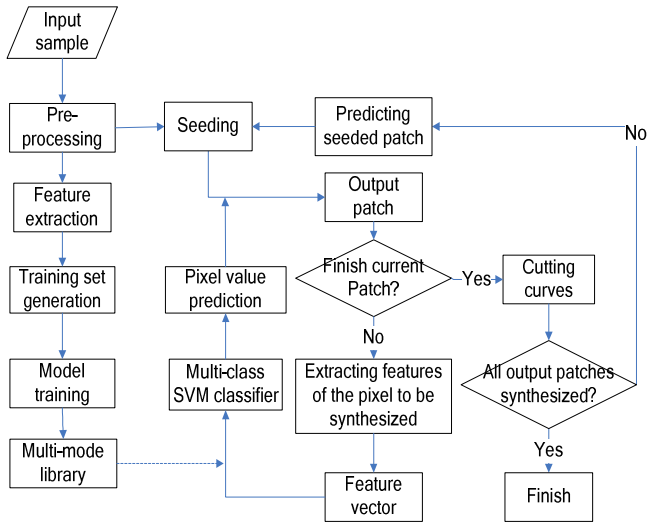 Input
sample
Pre-
processing
Seeding
Predicting
seeded patch
No
Feature
extraction
Output
patch
Training set
generation
Pixel value
prediction
Finish current
Patch?
Yes
Cutting
curves
No
Model
training
Multi-class
SVM classifier
Extracting features
of the pixel to be
synthesized
All output patches
synthesized?
Multi-mode
library
Yes
Feature
vector
Finish